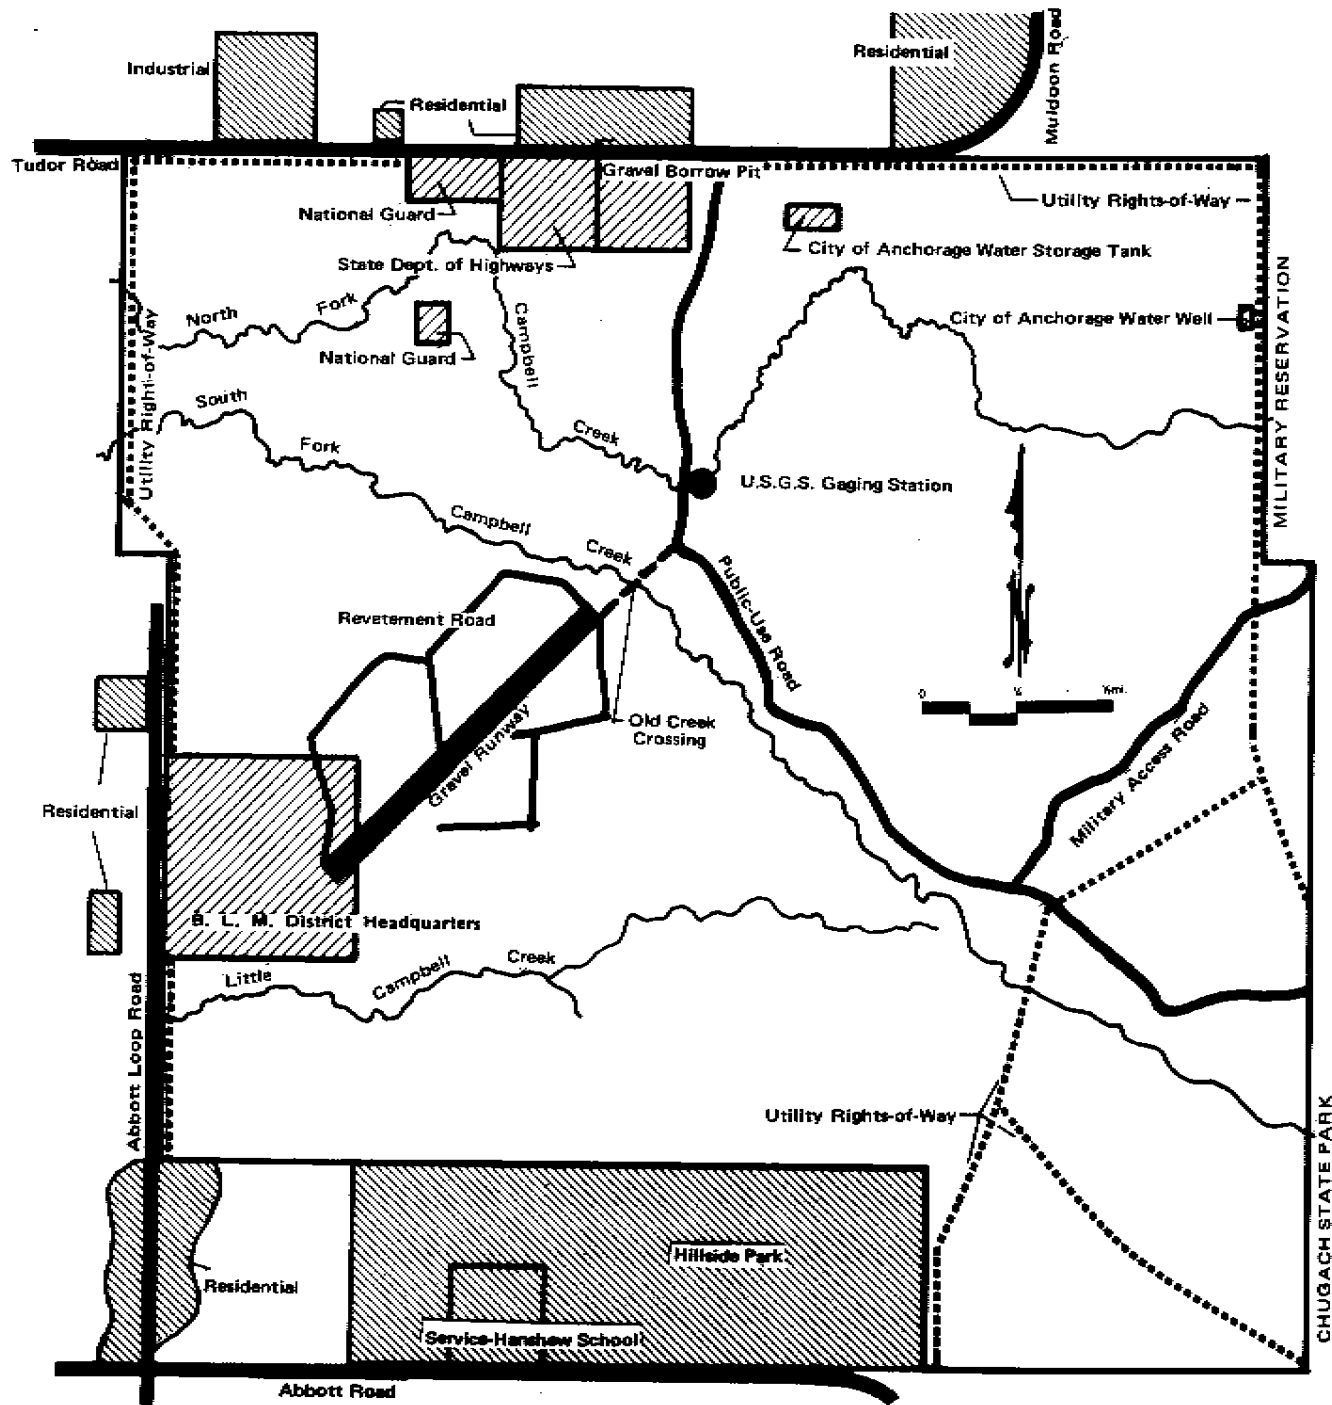 Muldoon Road
Residential
Industrial
Residential
Tudor Road
Gravel Borrow Pit
Utility Rights-of-Way
National Guard
City of Anchorage Water Storage Tank
State Dept. of Highways
MILITARY RESERVATION
North
Fork
Campbell
Creek
City of Anchorage Water Well
National Guard
Utility Right-of-Way
South
Fork
Campbell
Creek
U.S.G.S. Gaging Station
Public-Use Road
Revetement Road
0
½mi.
Old Creek
Crossing
Gravel Runway
Military Access Road
Residential
B. L. M. District Headquarters
Little
Campbell
Creek
Abbott Loop Road
Utility Rights-of-Way
CHUGACH STATE PARK
Hillside Park
Residential
Service-Hanshew School
Abbott Road